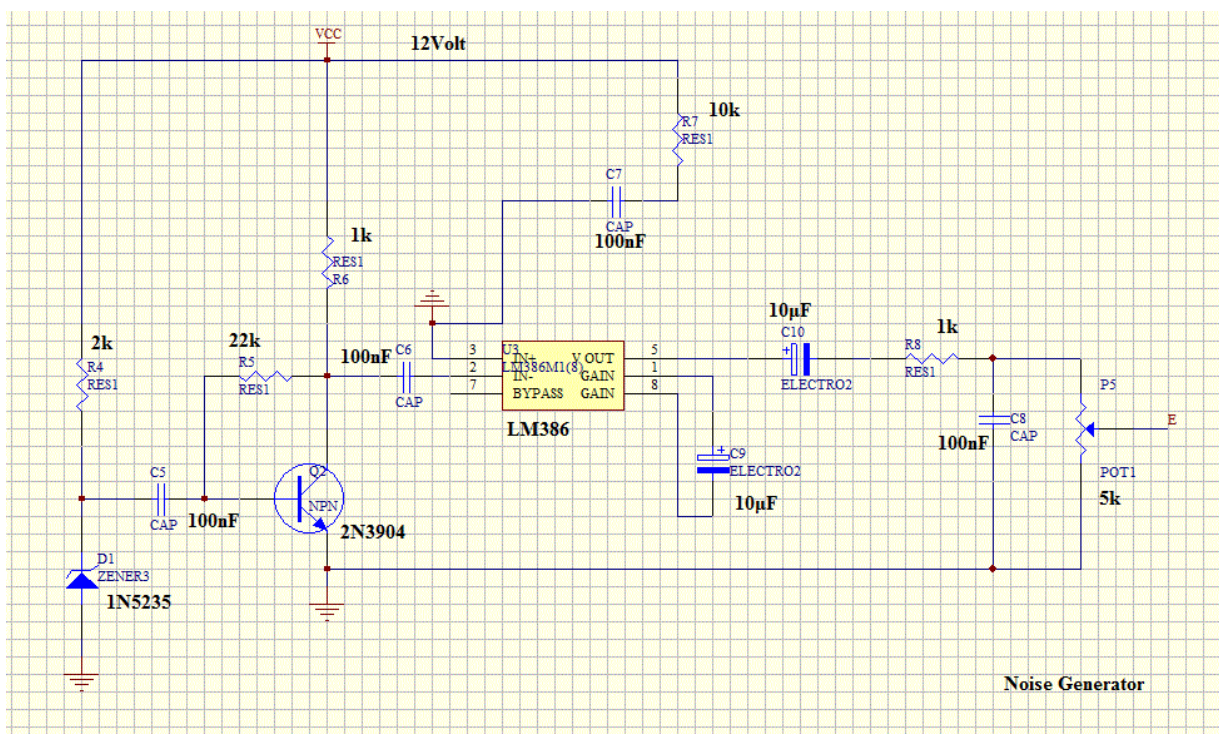 VCC
12Volt
10k
R7
RES1
C7
CAP
100nF
1k
RES1
R6
10µF
C10
ELECTRO2
1k
R8
RES1
2k
R4
RES1
22k
R5
RES1
100nF
C6
CAP
3
2
7
U3
IN+
LM386M1(8)
IN-
BYPASS
V OUT
GAIN
GAIN
5
1
8
LM386
P5
E
POT1
5k
C8
CAP
100nF
C9
ELECTRO2
10µF
C5
CAP
100nF
Q2
NPN
2N3904
D1
ZENER3
1N5235
Noise Generator